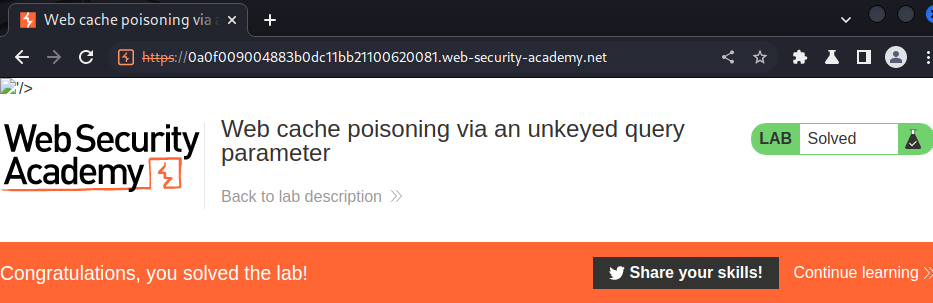 Web cache poisoning via a
https://0a0f009004883b0dc11bb21100620081.web-security-academy.net
'/>
Web Security
Academy
Web cache poisoning via an unkeyed query
parameter
LAB Solved
Back to lab description
Congratulations, you solved the lab!
Share your skills!
Continue learning